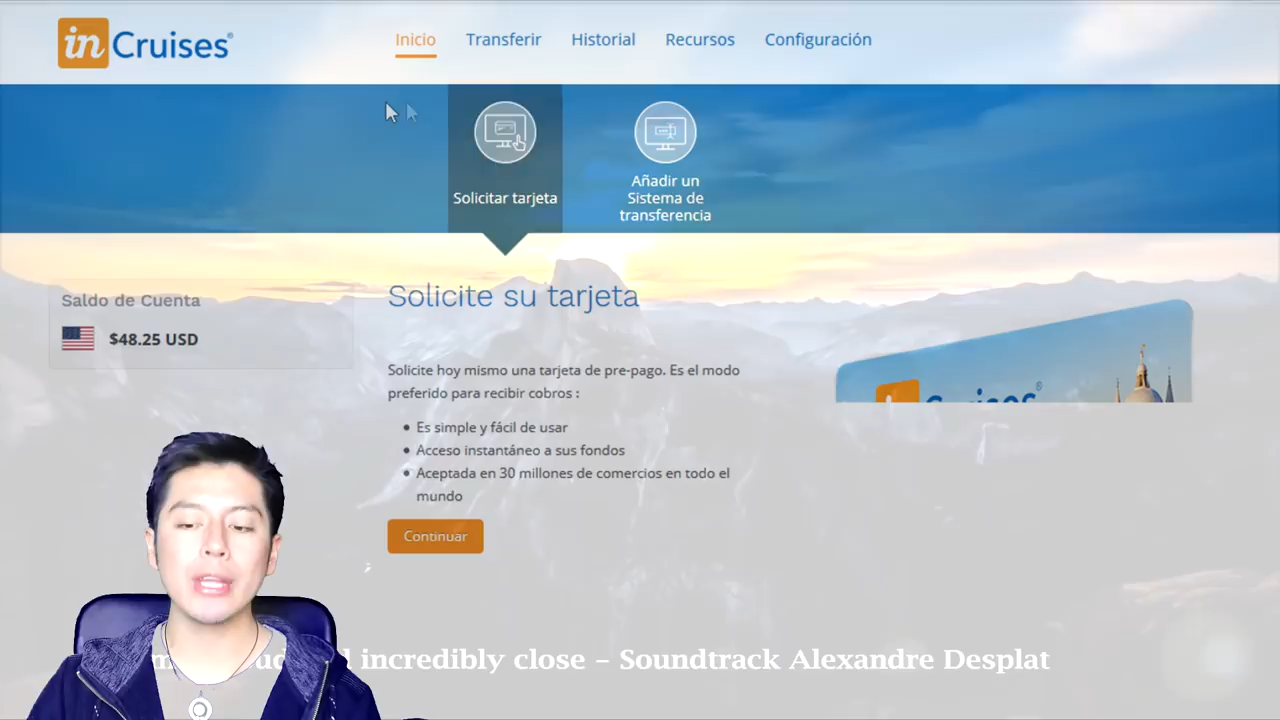 in Cruises®
Inicio Transferir Historial Recursos Configuración
Solicitar tarjeta
Añadir un
Sistema de
transferencia
Saldo de Cuenta
$48.25 USD
Solicite su tarjeta
Solicite hoy mismo una tarjeta de pre-pago. Es el modo
preferido para recibir cobros :
• Es simple y fácil de usar
• Acceso instantáneo a sus fondos
• Aceptada en 30 millones de comercios en todo el
mundo
Continuar
incredibly close – Soundtrack Alexandre Desplat